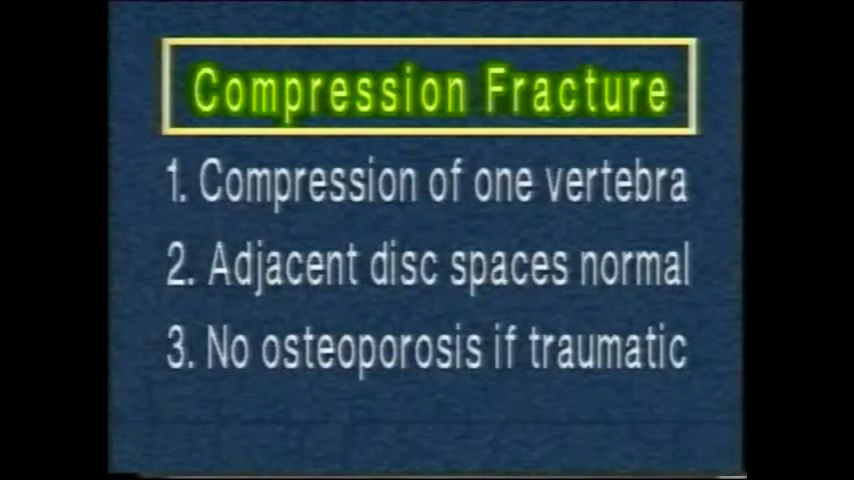 Compression Fracture
1. Compression of one vertebra
2. Adjacent disc spaces normal
3. No osteoporosis if traumatic